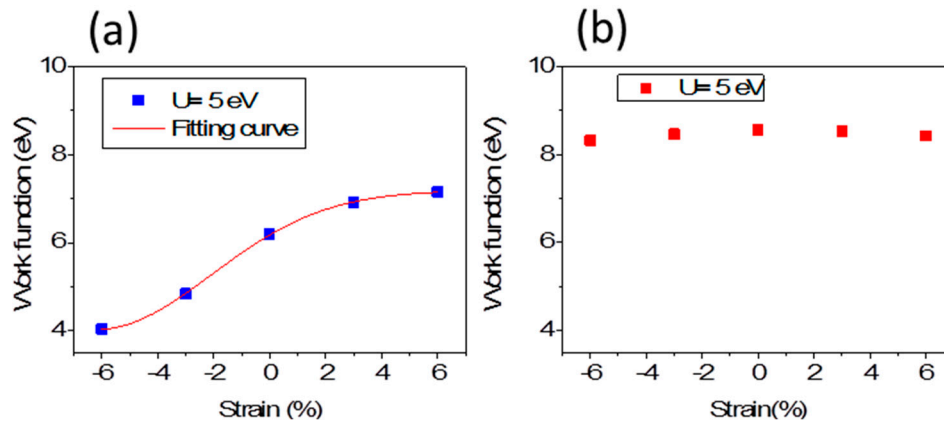 (a)
10
8
6
4
Work function (eV)
U= 5 eV
Fitting curve
-6 -4 -2 0 2 4 6
Strain (%)
(b)
10
8
6
4
Work function (eV)
U= 5 eV
-6 -4 -2 0 2 4 6
Strain(%)